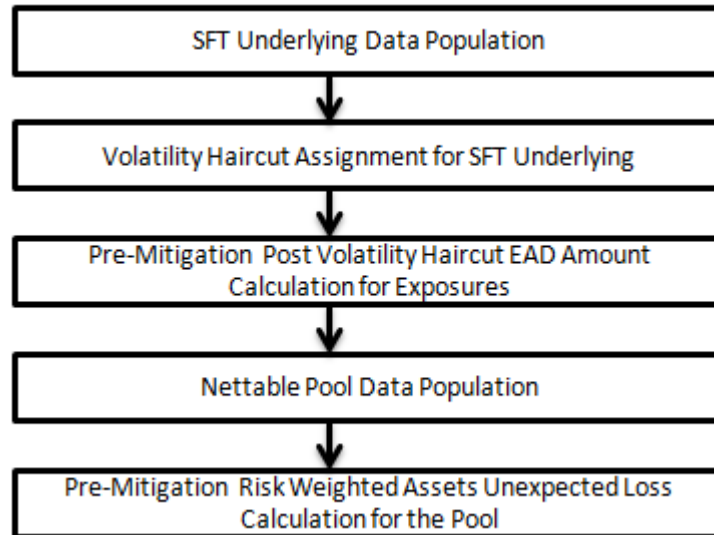 SFT Underlying Data Population
Volatility Haircut Assignment for SFT Underlying
Pre-Mitigation Post Volatility Haircut EAD Amount
Calculation for Exposures
Nettable Pool Data Population
Pre-Mitigation Risk Weighted Assets Unexpected Loss
Calculation for the Pool